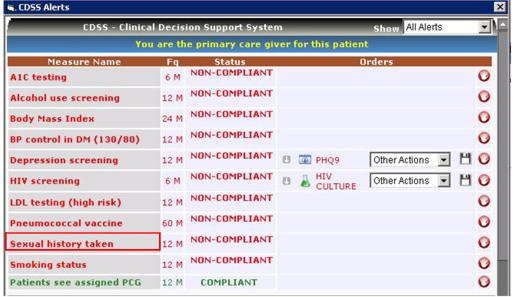 CDSS Alerts
CDSS - Clinical Decision Support System Show All Alerts
You are the primary care giver for this patient
Measure Name Fq Status Orders
A1C testing 6 M NON-COMPLIANT
Alcohol use screening 12 M NON-COMPLIANT
Body Mass Index 24 M NON-COMPLIANT
BP control in DM (130/80) 12 M NON-COMPLIANT
Depression screening 12 M NON-COMPLIANT PHQ9 Other Actions
HIV screening 6 M NON-COMPLIANT HIV CULTURE Other Actions
LDL testing (high risk) 12 M NON-COMPLIANT
Pneumococcal vaccine 60 M NON-COMPLIANT
Sexual history taken 12 M NON-COMPLIANT
Smoking status 12 M NON-COMPLIANT
Patients see assigned PCG 12 M COMPLIANT